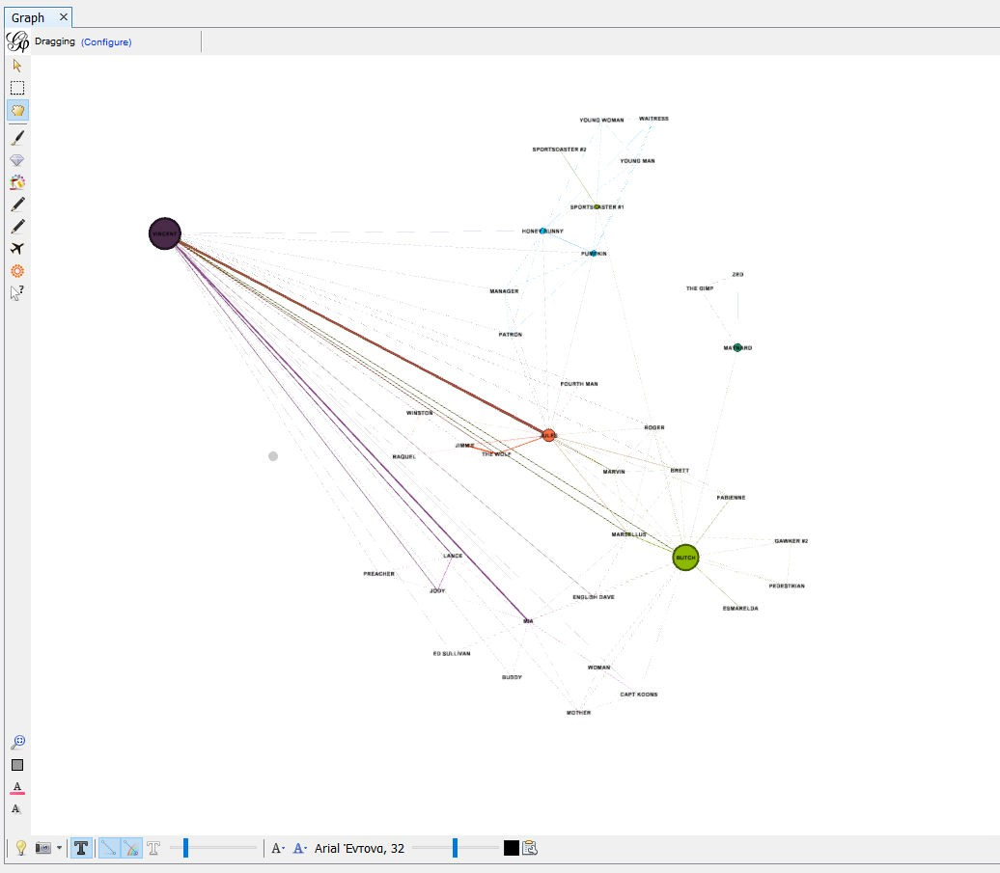 Graph
Dragging (Configure)
YOUNG WOMAN
WAITRESS
SPORTSCASTER #2
YOUNG MAN
SPORTSCASTER #1
HONEY BUNNY
VINCENT
PUMPKIN
ZED
THE GIMP
MANAGER
PATRON
MAYNARD
FOURTH MAN
WINSTON
ROGER
JULES
JIMMIE
THE WOLF
RAQUEL
MARVIN
BRETT
FABIENNE
MARSELLUS
GAWKER #2
LANCE
BUTCH
PREACHER
PEDESTRIAN
JODY
ENGLISH DAVE
ESMARELDA
MIA
ED SULLIVAN
WOMAN
BUDDY
CAPT KOONS
MOTHER
A
A
T T A- A- Arial Έντονα, 32